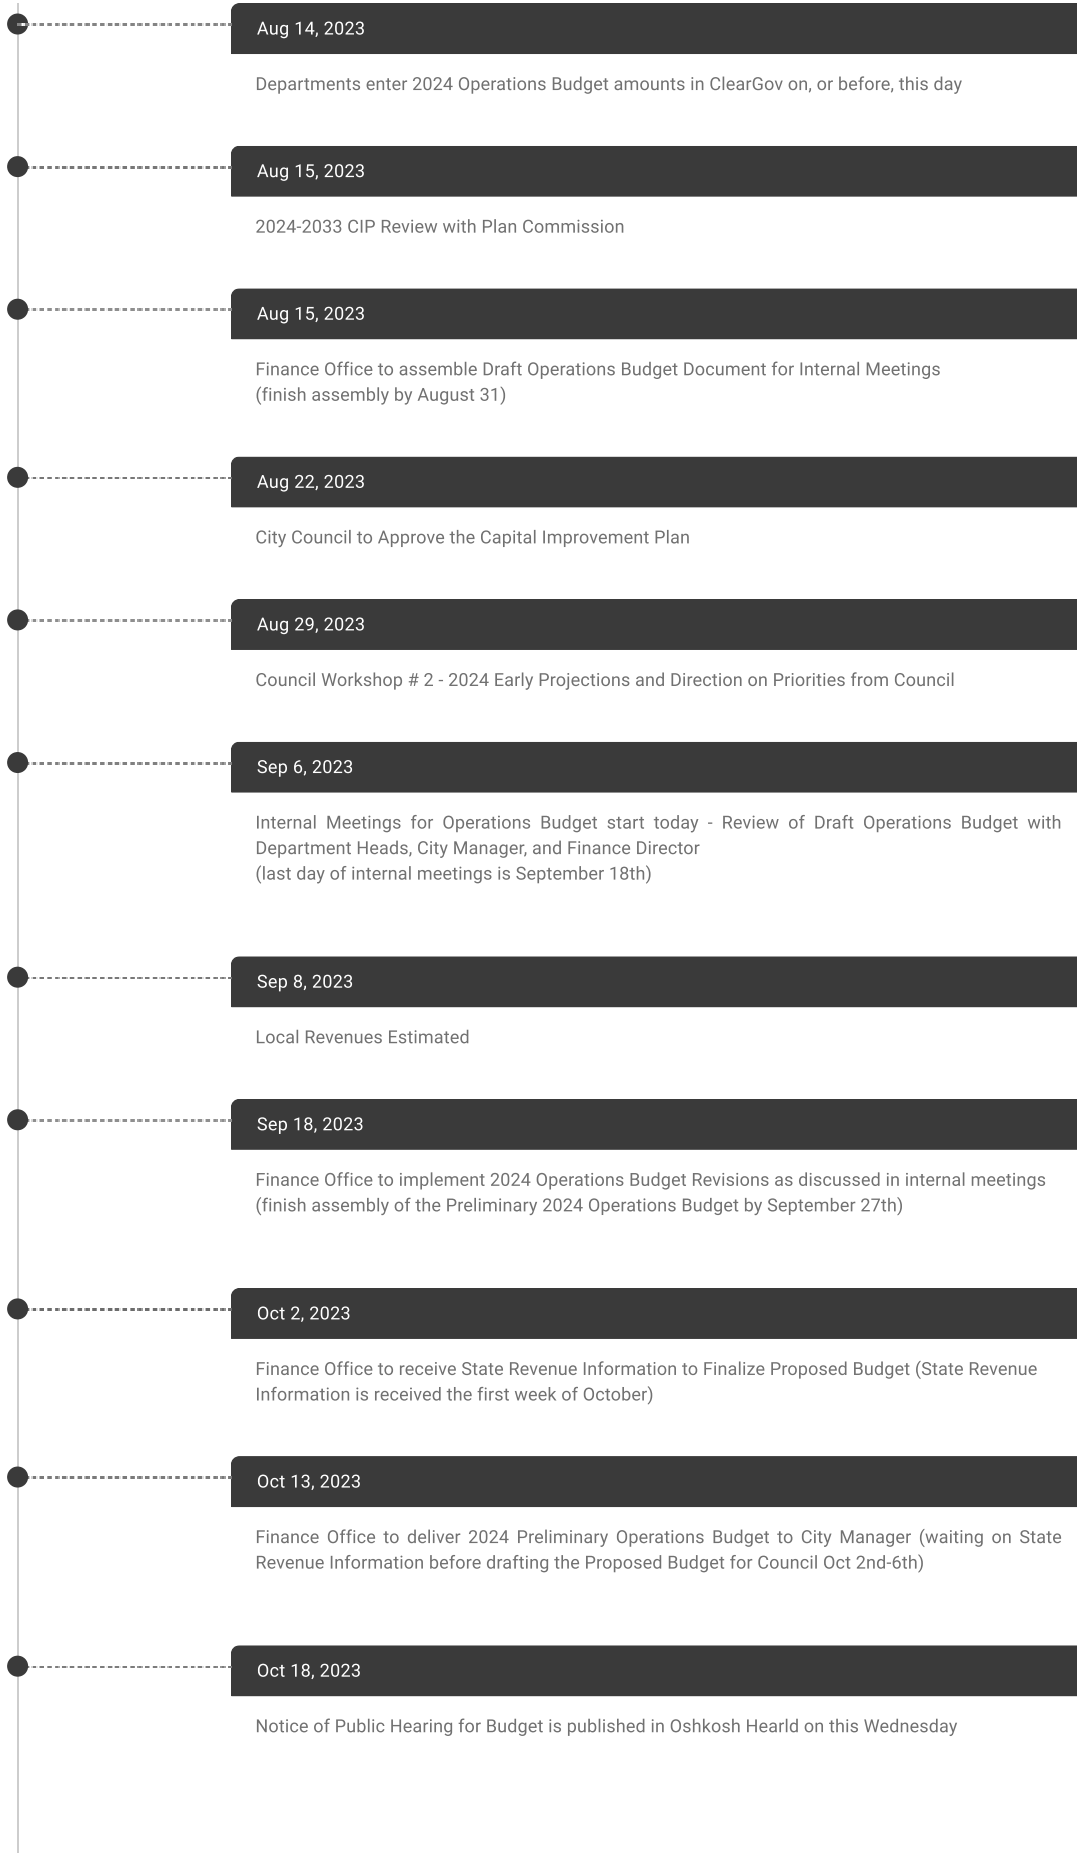 Aug 14, 2023
Departments enter 2024 Operations Budget amounts in ClearGov on, or before, this day
Aug 15, 2023
2024-2033 CIP Review with Plan Commission
Aug 15, 2023
Finance Office to assemble Draft Operations Budget Document for Internal Meetings
(finish assembly by August 31)
Aug 22, 2023
City Council to Approve the Capital Improvement Plan
Aug 29, 2023
Council Workshop # 2 - 2024 Early Projections and Direction on Priorities from Council
Sep 6, 2023
Internal Meetings for Operations Budget start today - Review of Draft Operations Budget with
Department Heads, City Manager, and Finance Director
(last day of internal meetings is September 18th)
Sep 8, 2023
Local Revenues Estimated
Sep 18, 2023
Finance Office to implement 2024 Operations Budget Revisions as discussed in internal meetings
(finish assembly of the Preliminary 2024 Operations Budget by September 27th)
Oct 2, 2023
Finance Office to receive State Revenue Information to Finalize Proposed Budget (State Revenue
Information is received the first week of October)
Oct 13, 2023
Finance Office to deliver 2024 Preliminary Operations Budget to City Manager (waiting on State
Revenue Information before drafting the Proposed Budget for Council Oct 2nd-6th)
Oct 18, 2023
Notice of Public Hearing for Budget is published in Oshkosh Hearld on this Wednesday